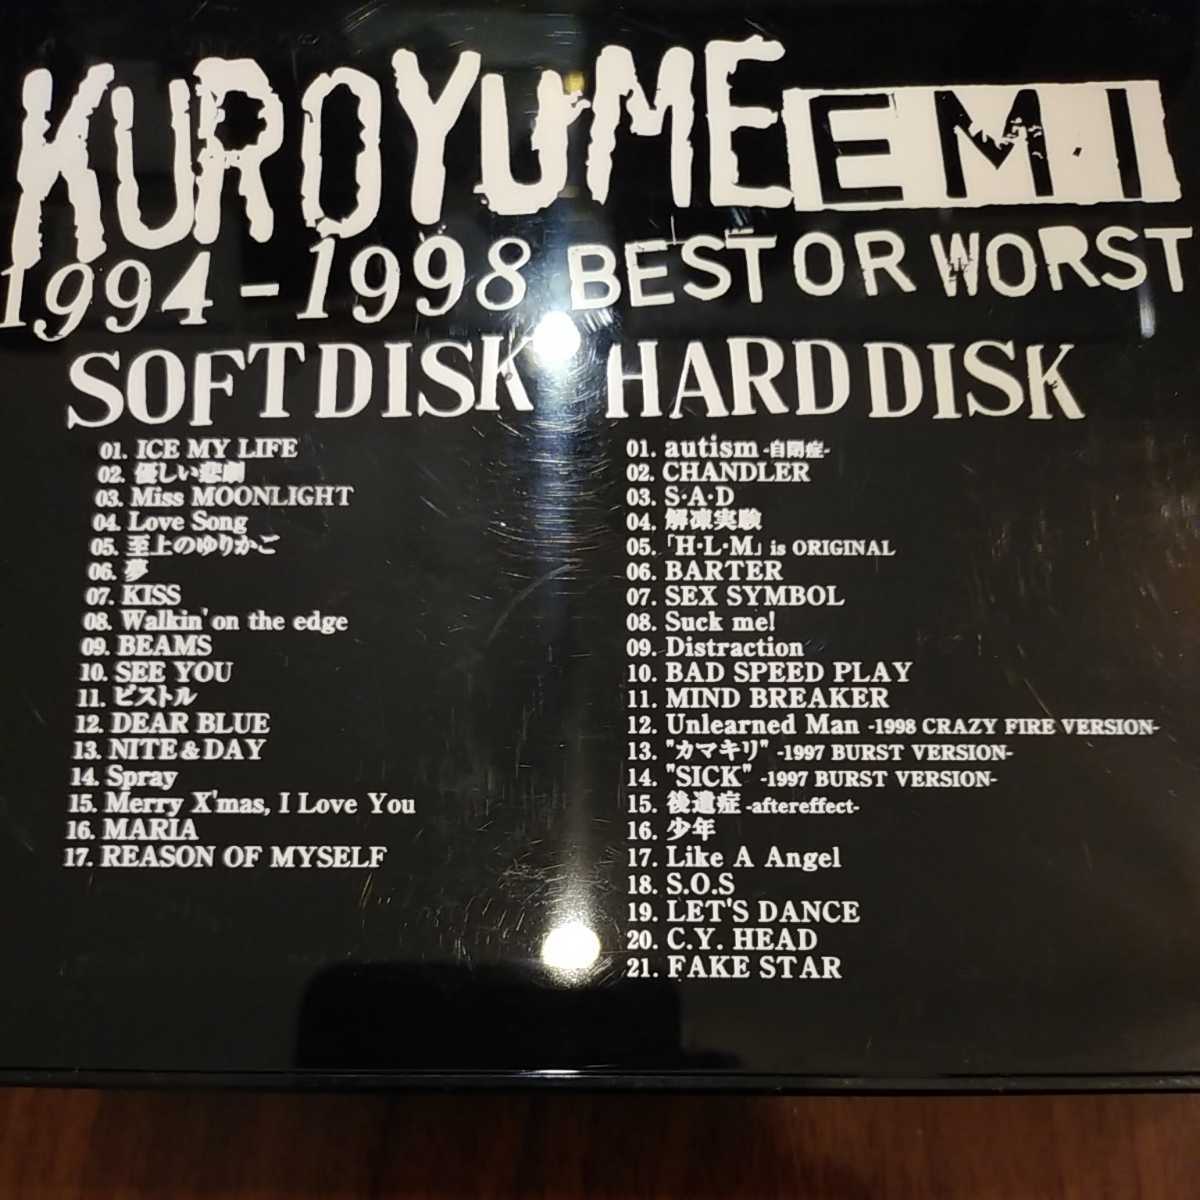 KUROYUME EMI
1994-1998 BEST OR WORST
SOFT DISK
01. ICE MY LIFE
02. 優しい悲劇
03. Miss MOONLIGHT
04. Love Song
05. 至上のゆりかご
06. 夢
07. KISS
08. Walkin' on the edge
09. BEAMS
10. SEE YOU
11. ピストル
12. DEAR BLUE
13. NITE & DAY
14. Spray
15. Merry X'mas, I Love You
16. MARIA
17. REASON OF MYSELF
HARD DISK
01. autism -自閉症-
02. CHANDLER
03. S·A·D
04. 解凍実験
05. 「H·L·M」 is ORIGINAL
06. BARTER
07. SEX SYMBOL
08. Suck me!
09. Distraction
10. BAD SPEED PLAY
11. MIND BREAKER
12. Unlearned Man -1998 CRAZY FIRE VERSION-
13. "カマキリ" -1997 BURST VERSION-
14. "SICK" -1997 BURST VERSION-
15. 後遺症 -aftereffect-
16. 少年
17. Like A Angel
18. S.O.S
19. LET'S DANCE
20. C.Y. HEAD
21. FAKE STAR